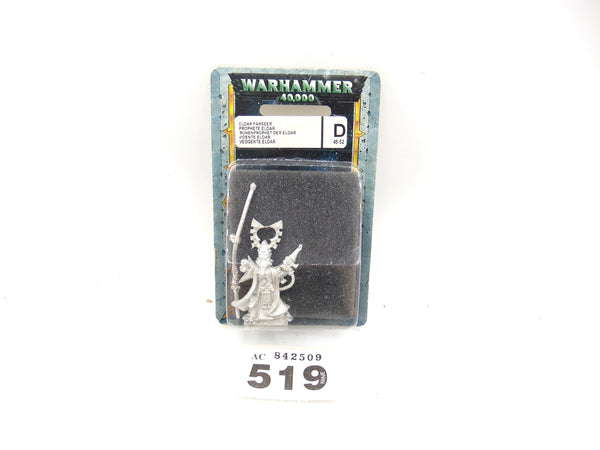 WARHAMMER
40,000
ELDAR FARSEER
PROPHETE ELDAR
RUNENPROPHET DER ELDAR
VIDENTE ELDAR
VEGGENTE ELDAR
D
46-52
AC 842509
519
NINE